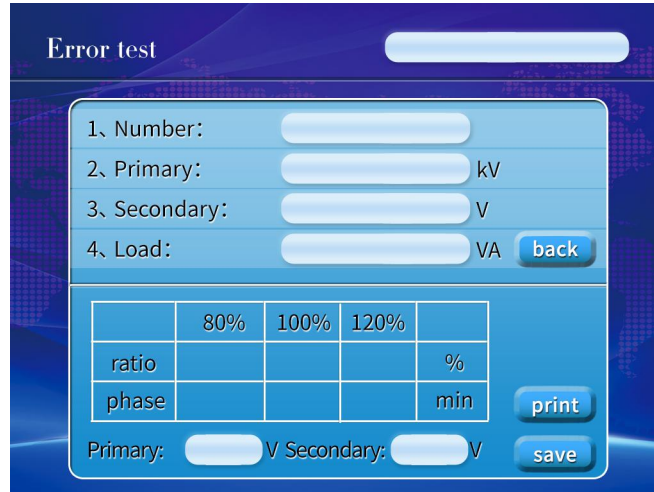 Error test
1、Number：
2、Primary： kV
3、Secondary： V
4、Load： VA back
80% 100% 120%
ratio %
phase min
print
Primary: V Secondary: V
save